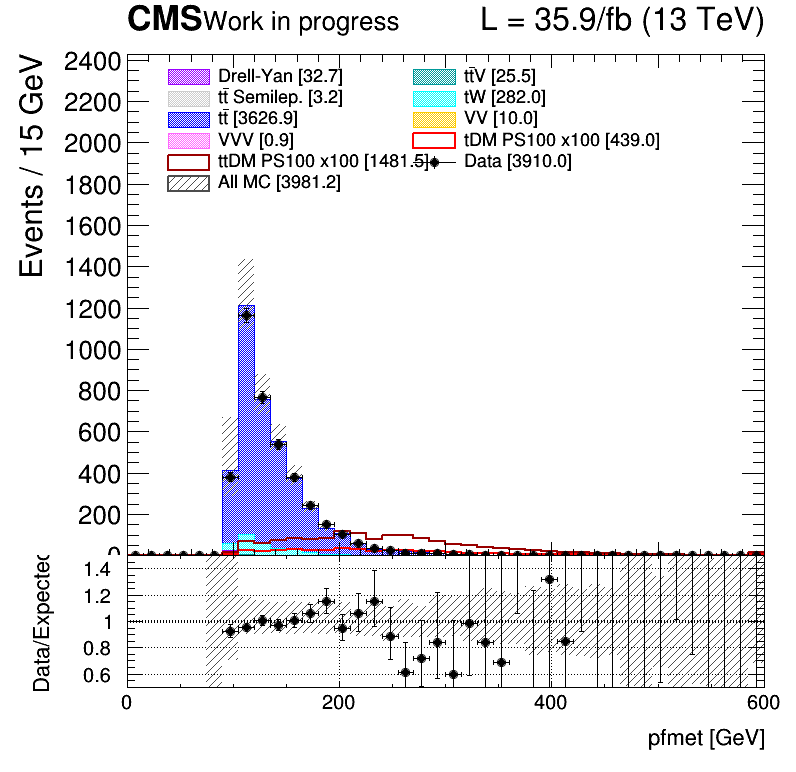 CMS Work in progress L = 35.9/fb (13 TeV)
Events / 15 GeV
2400
2200
2000
1800
1600
1400
1200
1000
800
600
400
200
0
Drell-Yan [32.7] tt̄V [25.5]
tt̄ Semilep. [3.2] tW [282.0]
tt̄ [3626.9] VV [10.0]
VVV [0.9] tDM PS100 x100 [439.0]
ttDM PS100 x100 [1481.5] Data [3910.0]
All MC [3981.2]
Data/Expected
1.4
1.2
1
0.8
0.6
0 200 400 600
pfmet [GeV]